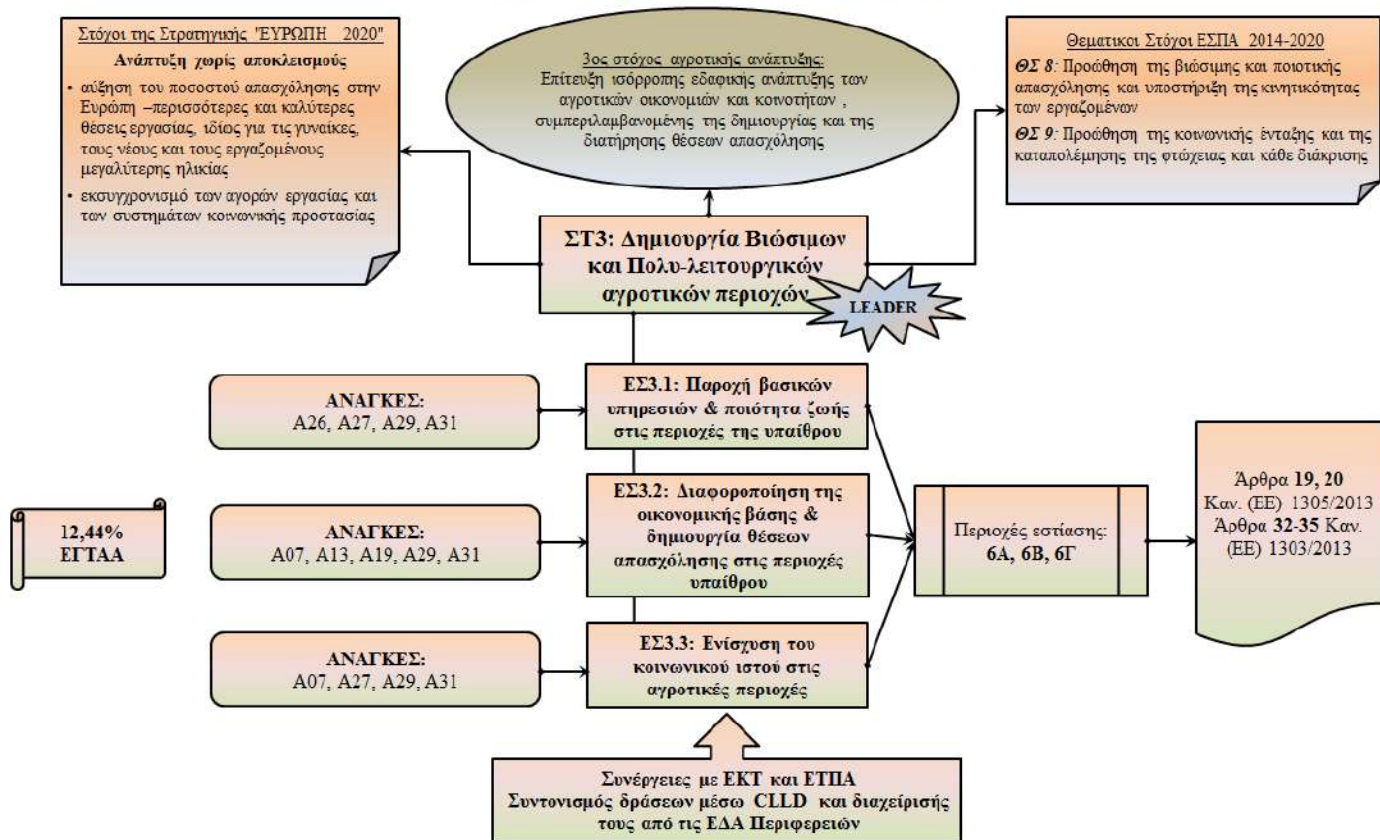 Στόχοι της Στρατηγικής "ΕΥΡΩΠΗ 2020"
Ανάπτυξη χωρίς αποκλεισμούς
• αύξηση του ποσοστού απασχόλησης στην
Ευρώπη –περισσότερες και καλύτερες
θέσεις εργασίας, ιδίως για τις γυναίκες,
τους νέους και τους εργαζομένους
μεγαλύτερης ηλικίας
• εκσυγχρονισμό των αγορών εργασίας και
των συστημάτων κοινωνικής προστασίας
3ος στόχος αγροτικής ανάπτυξης:
Επίτευξη ισόρροπης εδαφικής ανάπτυξης των
αγροτικών οικονομιών και κοινοτήτων ,
συμπεριλαμβανομένης της δημιουργίας και της
διατήρησης θέσεων απασχόλησης
Θεματικοι Στόχοι ΕΣΠΑ 2014-2020
ΘΣ 8: Προώθηση της βιώσιμης και ποιοτικής
απασχόλησης και υποστήριξη της κινητικότητας
των εργαζομένων
ΘΣ 9: Προώθηση της κοινωνικής ένταξης και της
καταπολέμησης της φτώχειας και κάθε διάκρισης
ΣΤ3: Δημιουργία Βιώσιμων
και Πολυ-λειτουργικών
αγροτικών περιοχών
LEADER
ΑΝΑΓΚΕΣ:
Α26, Α27, Α29, Α31
ΕΣ3.1: Παροχή βασικών
υπηρεσιών & ποιότητα ζωής
στις περιοχές της υπαίθρου
12,44%
ΕΓΤΑΑ
ΑΝΑΓΚΕΣ:
Α07, Α13, Α19, Α29, Α31
ΕΣ3.2: Διαφοροποίηση της
οικονομικής βάσης &
δημιουργία θέσεων
απασχόλησης στις περιοχές
υπαίθρου
Περιοχές εστίασης:
6Α, 6Β, 6Γ
Άρθρα 19, 20
Καν. (ΕΕ) 1305/2013
Άρθρα 32-35 Καν.
(ΕΕ) 1303/2013
ΑΝΑΓΚΕΣ:
Α07, Α27, Α29, Α31
ΕΣ3.3: Ενίσχυση του
κοινωνικού ιστού στις
αγροτικές περιοχές
Συνέργειες με ΕΚΤ και ΕΤΠΑ
Συντονισμός δράσεων μέσω CLLD και διαχείρισής
τους από τις ΕΔΑ Περιφερειών